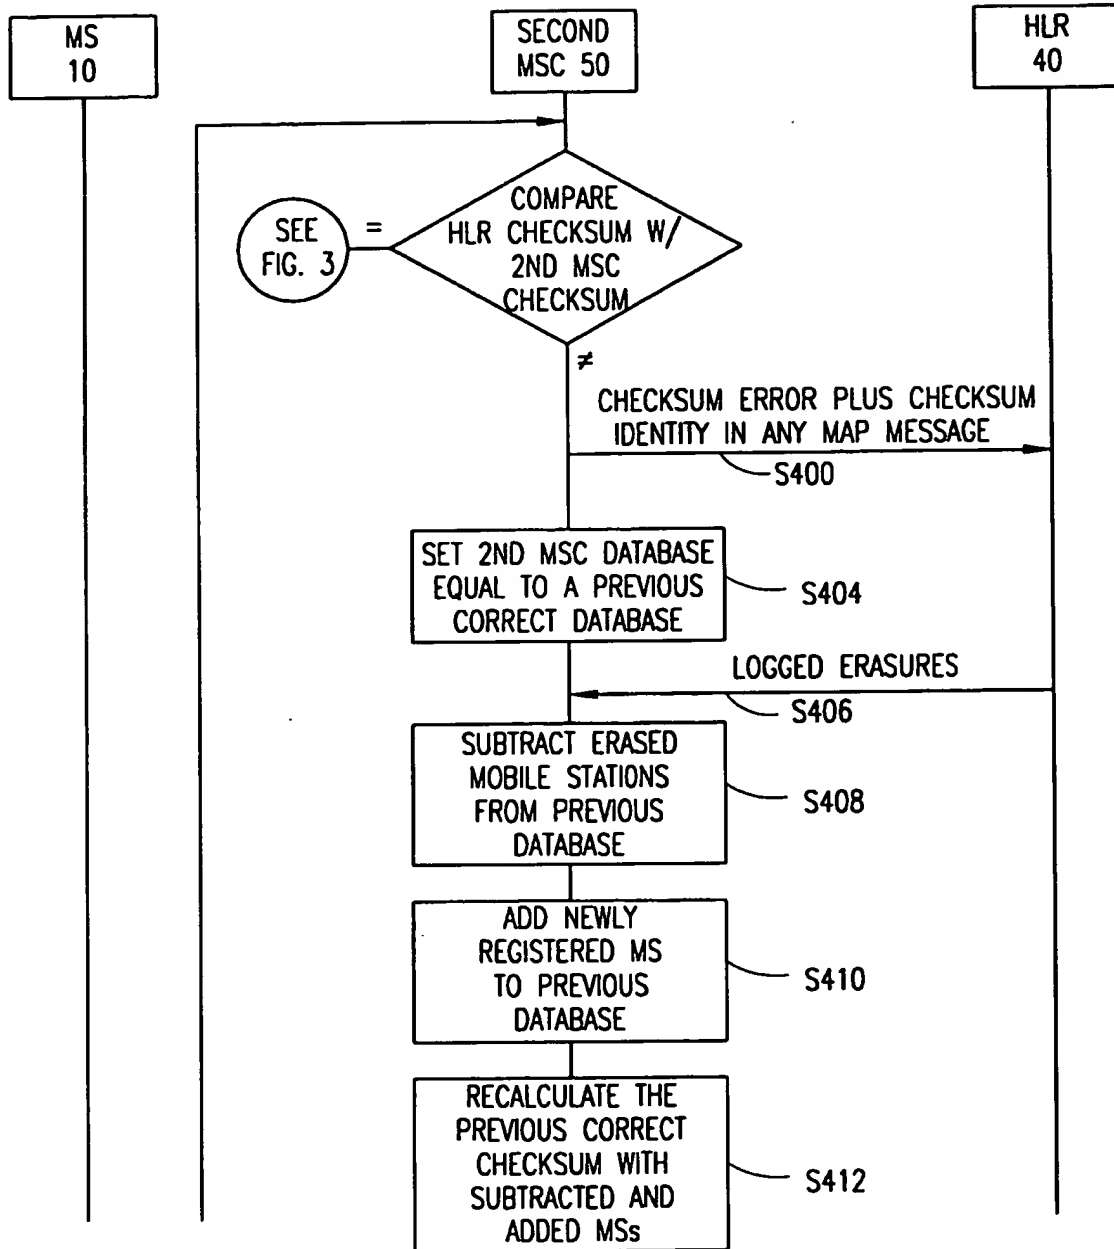 MS
10
SECOND
MSC 50
HLR
40
COMPARE
HLR CHECKSUM W/
2ND MSC
CHECKSUM
SEE
FIG. 3
=
≠
CHECKSUM ERROR PLUS CHECKSUM
IDENTITY IN ANY MAP MESSAGE
S400
SET 2ND MSC DATABASE
EQUAL TO A PREVIOUS
CORRECT DATABASE
S404
LOGGED ERASURES
S406
SUBTRACT ERASED
MOBILE STATIONS
FROM PREVIOUS
DATABASE
S408
ADD NEWLY
REGISTERED MS
TO PREVIOUS
DATABASE
S410
RECALCULATE THE
PREVIOUS CORRECT
CHECKSUM WITH
SUBTRACTED AND
ADDED MSs
S412